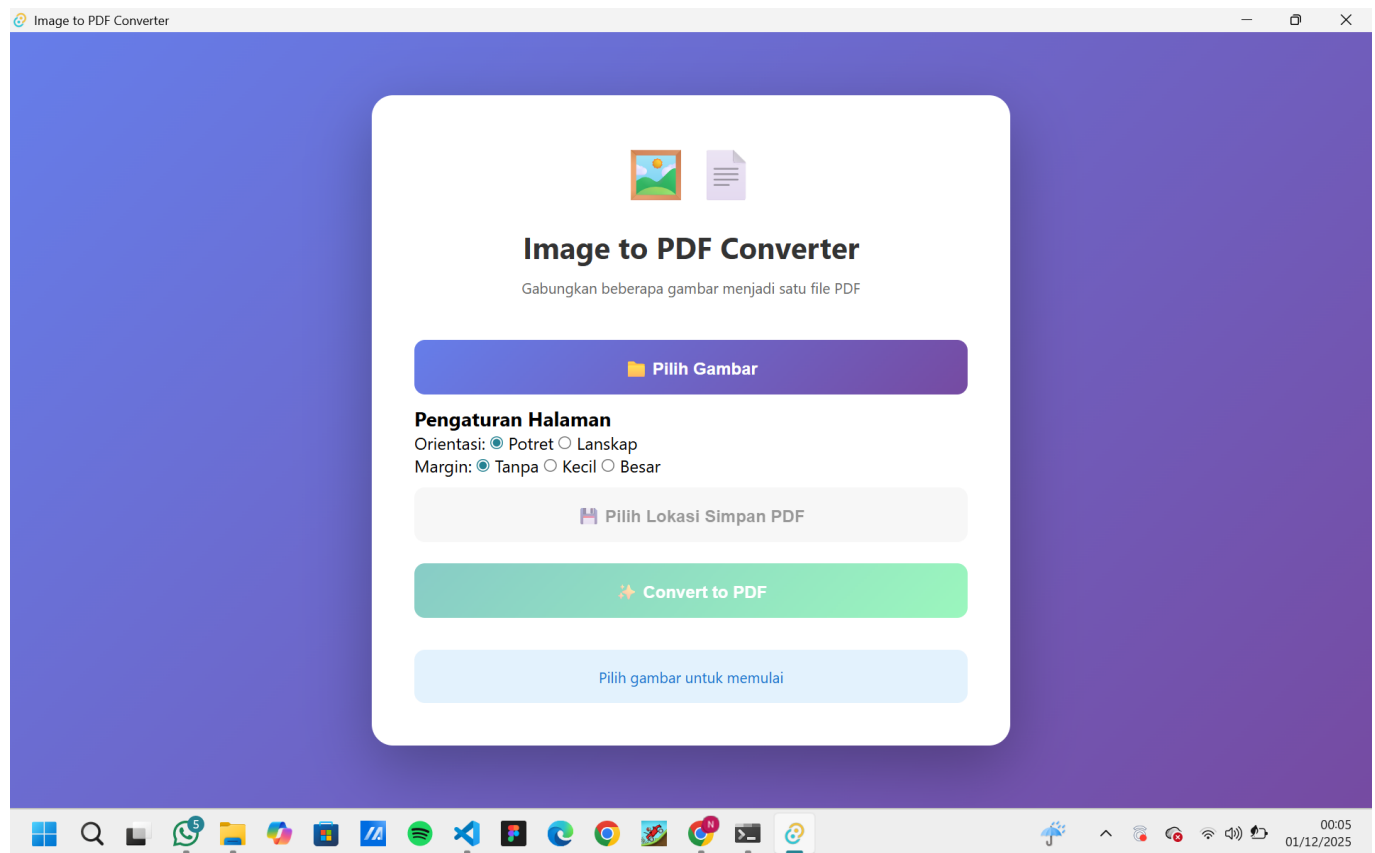 Image to PDF Converter
Image to PDF Converter
Gabungkan beberapa gambar menjadi satu file PDF
Pilih Gambar
Pengaturan Halaman
Orientasi: Potret Lanskap
Margin: Tanpa Kecil Besar
Pilih Lokasi Simpan PDF
Convert to PDF
Pilih gambar untuk memulai
5
N
00:05
01/12/2025